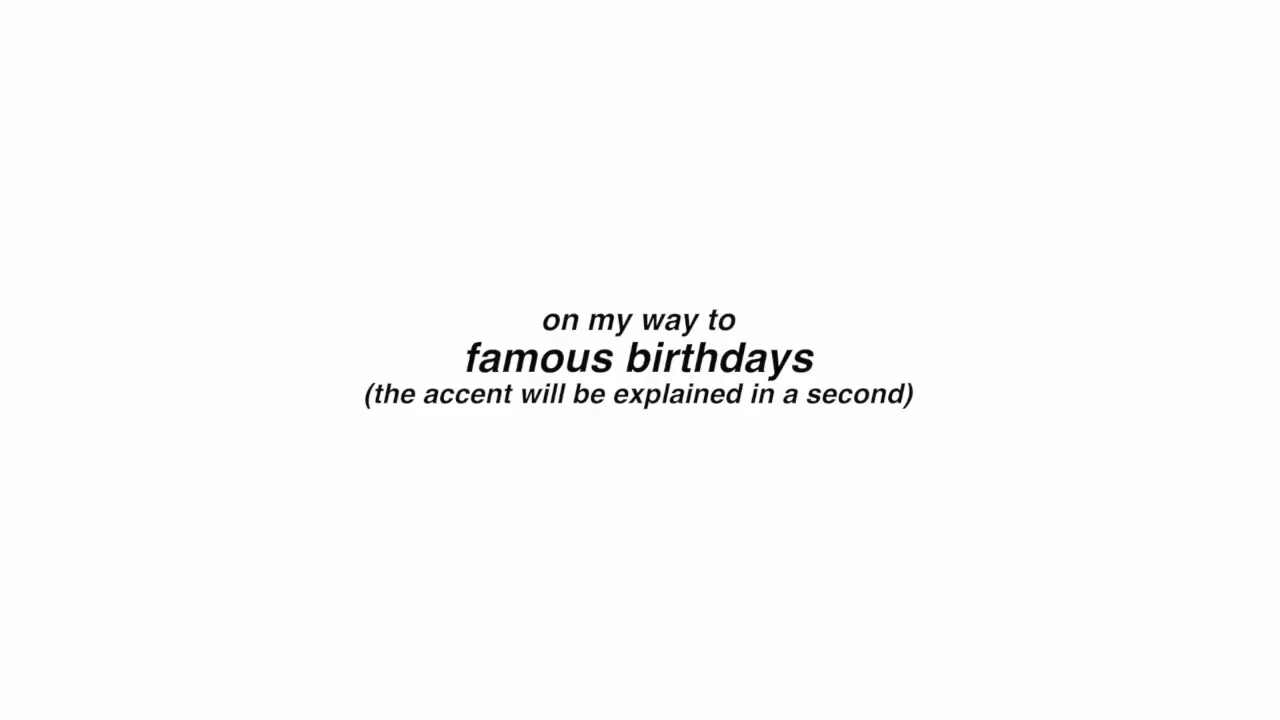 on my way to
famous birthdays
(the accent will be explained in a second)